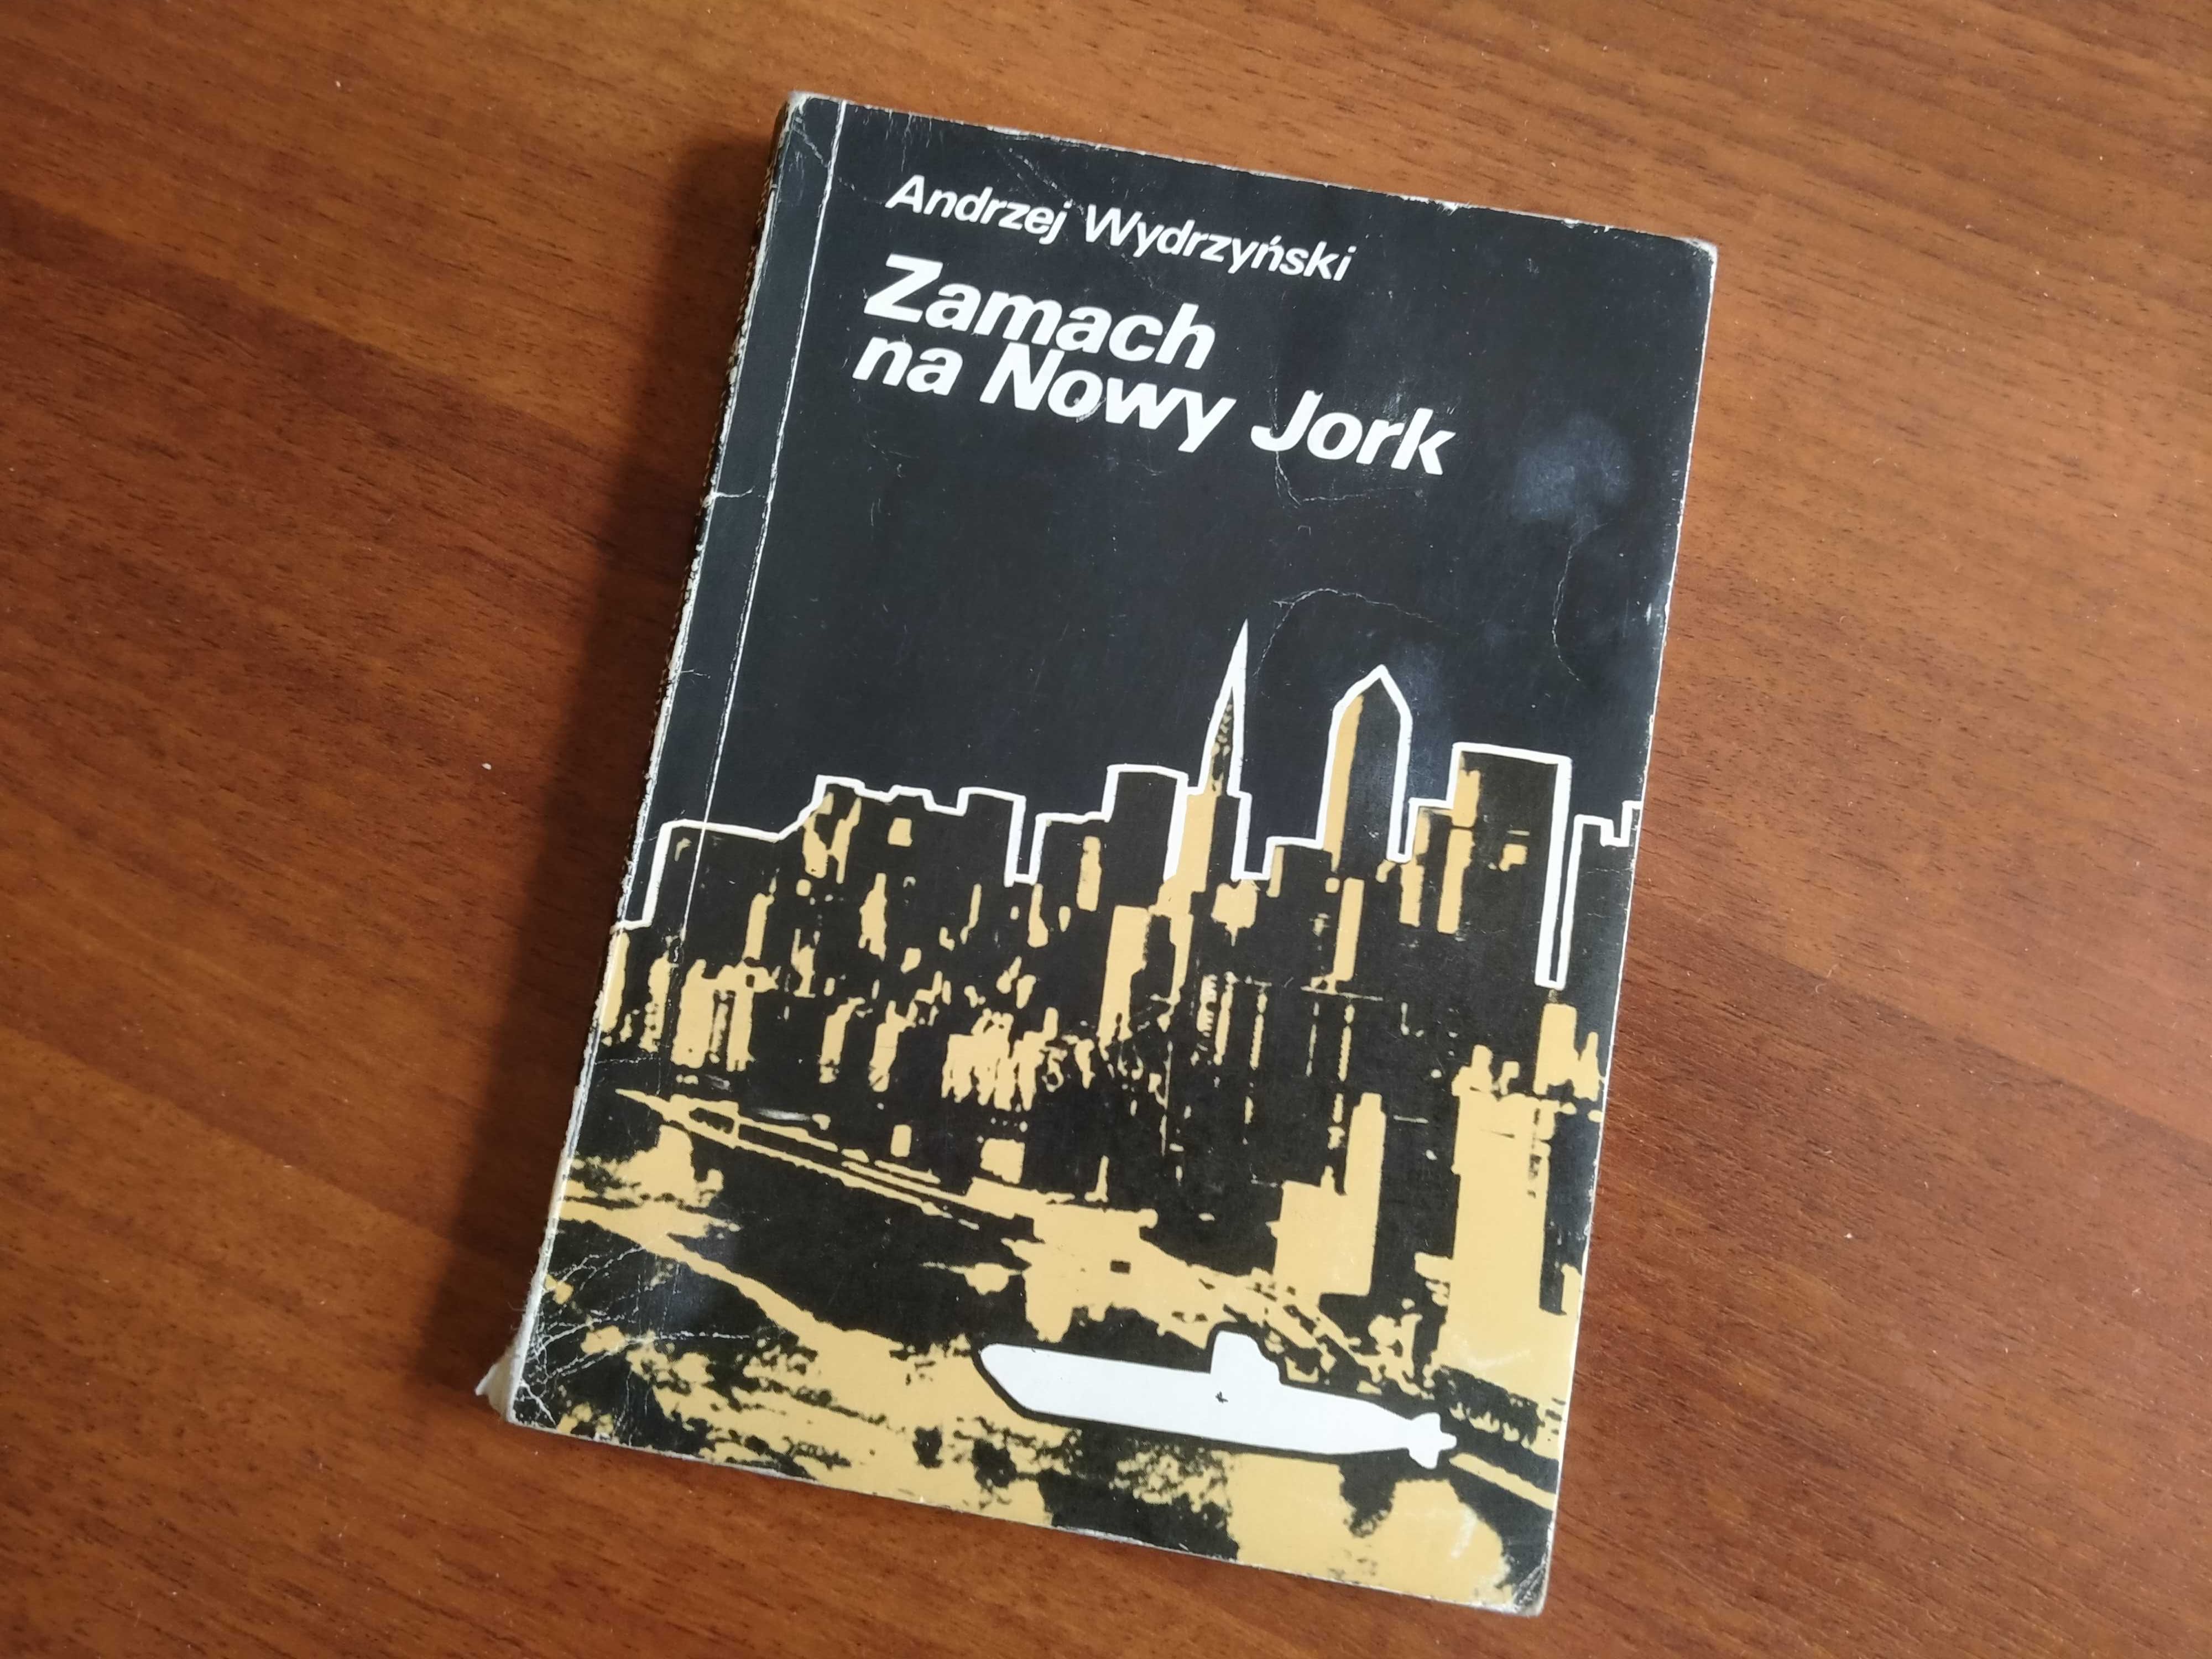 Andrzej Wydrzyński
Zamach
na Nowy Jork